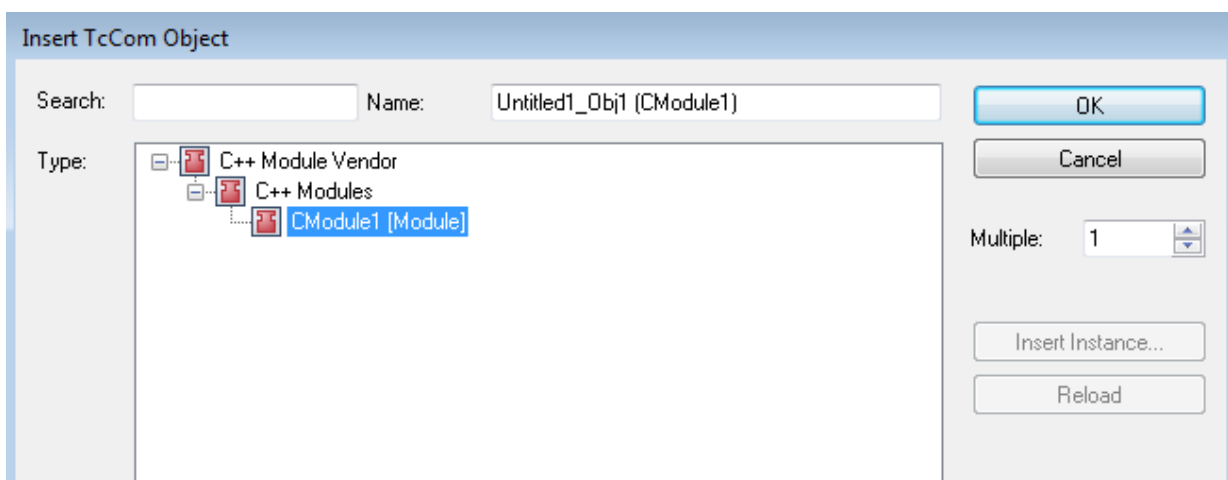 Insert TcCom Object
Search: Name: Untitled1_Obj1 (CModule1) OK
Type: C++ Module Vendor Cancel
C++ Modules
CModule1 [Module]
Multiple: 1
Insert Instance...
Reload